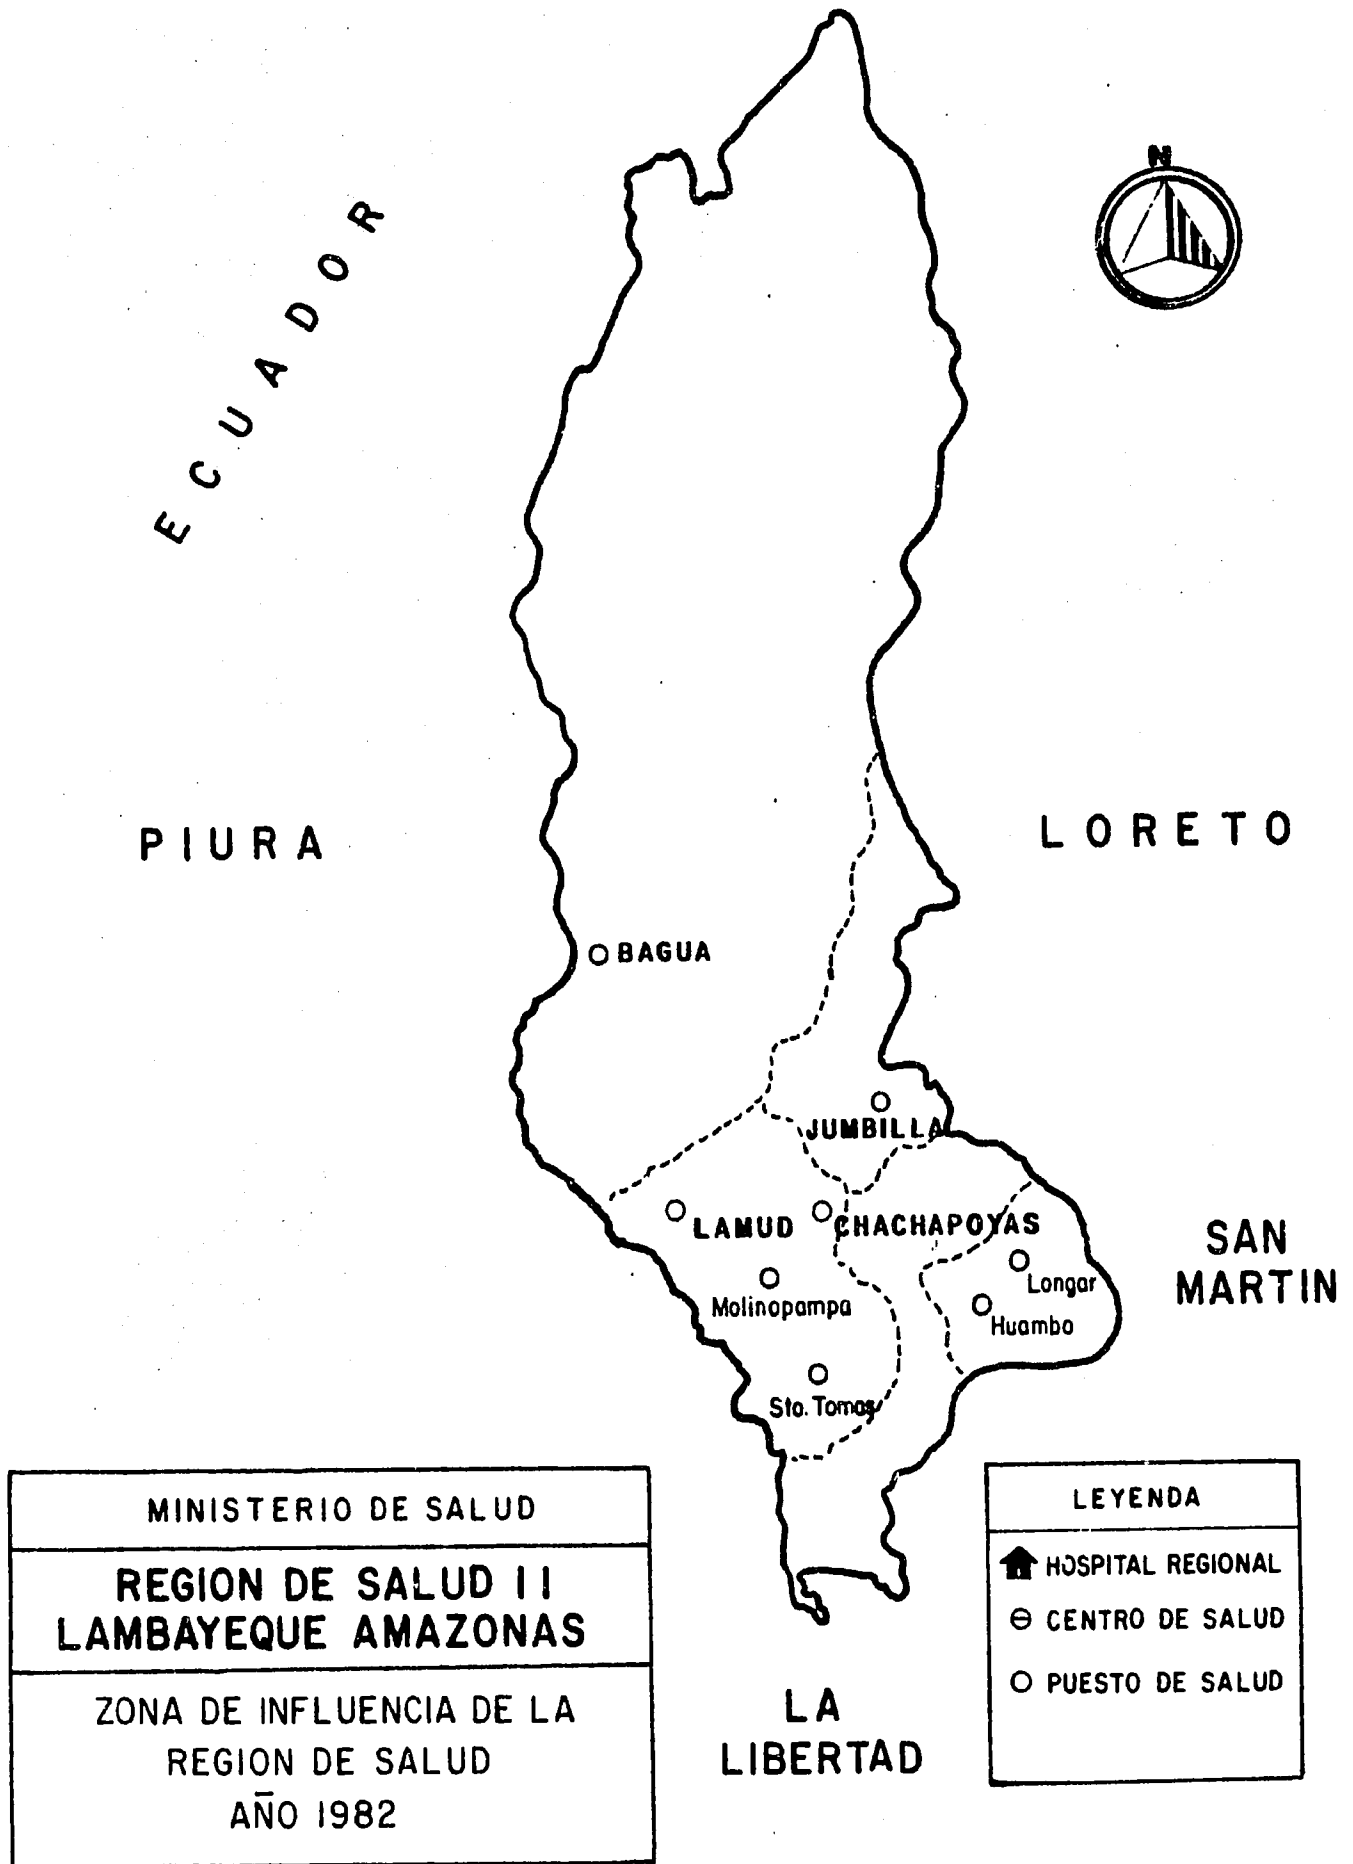 N
ECUADOR
PIURA
LORETO
BAGUA
JUMBILLA
LAMUD
CHACHAPOYAS
SAN
MARTIN
Longar
Molinopampa
Huambo
Sto. Tomas
MINISTERIO DE SALUD
REGION DE SALUD II
LAMBAYEQUE AMAZONAS
ZONA DE INFLUENCIA DE LA
REGION DE SALUD
AÑO 1982
LEYENDA
HOSPITAL REGIONAL
CENTRO DE SALUD
PUESTO DE SALUD
LA
LIBERTAD